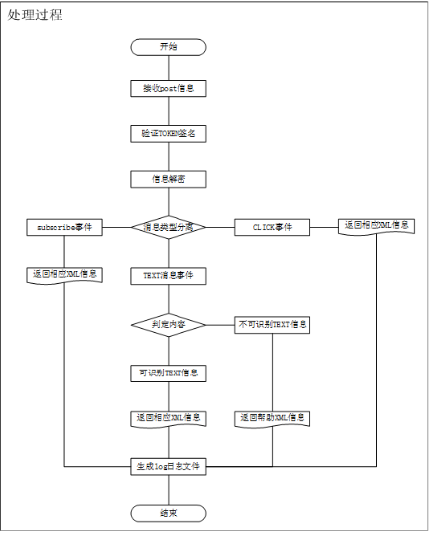 处理过程
开始
接收post信息
验证TOKEN签名
信息解密
消息类型分离
subscribe事件
CLICK事件
返回相应XML信息
返回相应XML信息
TEXT消息事件
判定内容
不可识别TEXT信息
可识别TEXT信息
返回相应XML信息
返回帮助XML信息
生成log日志文件
结束